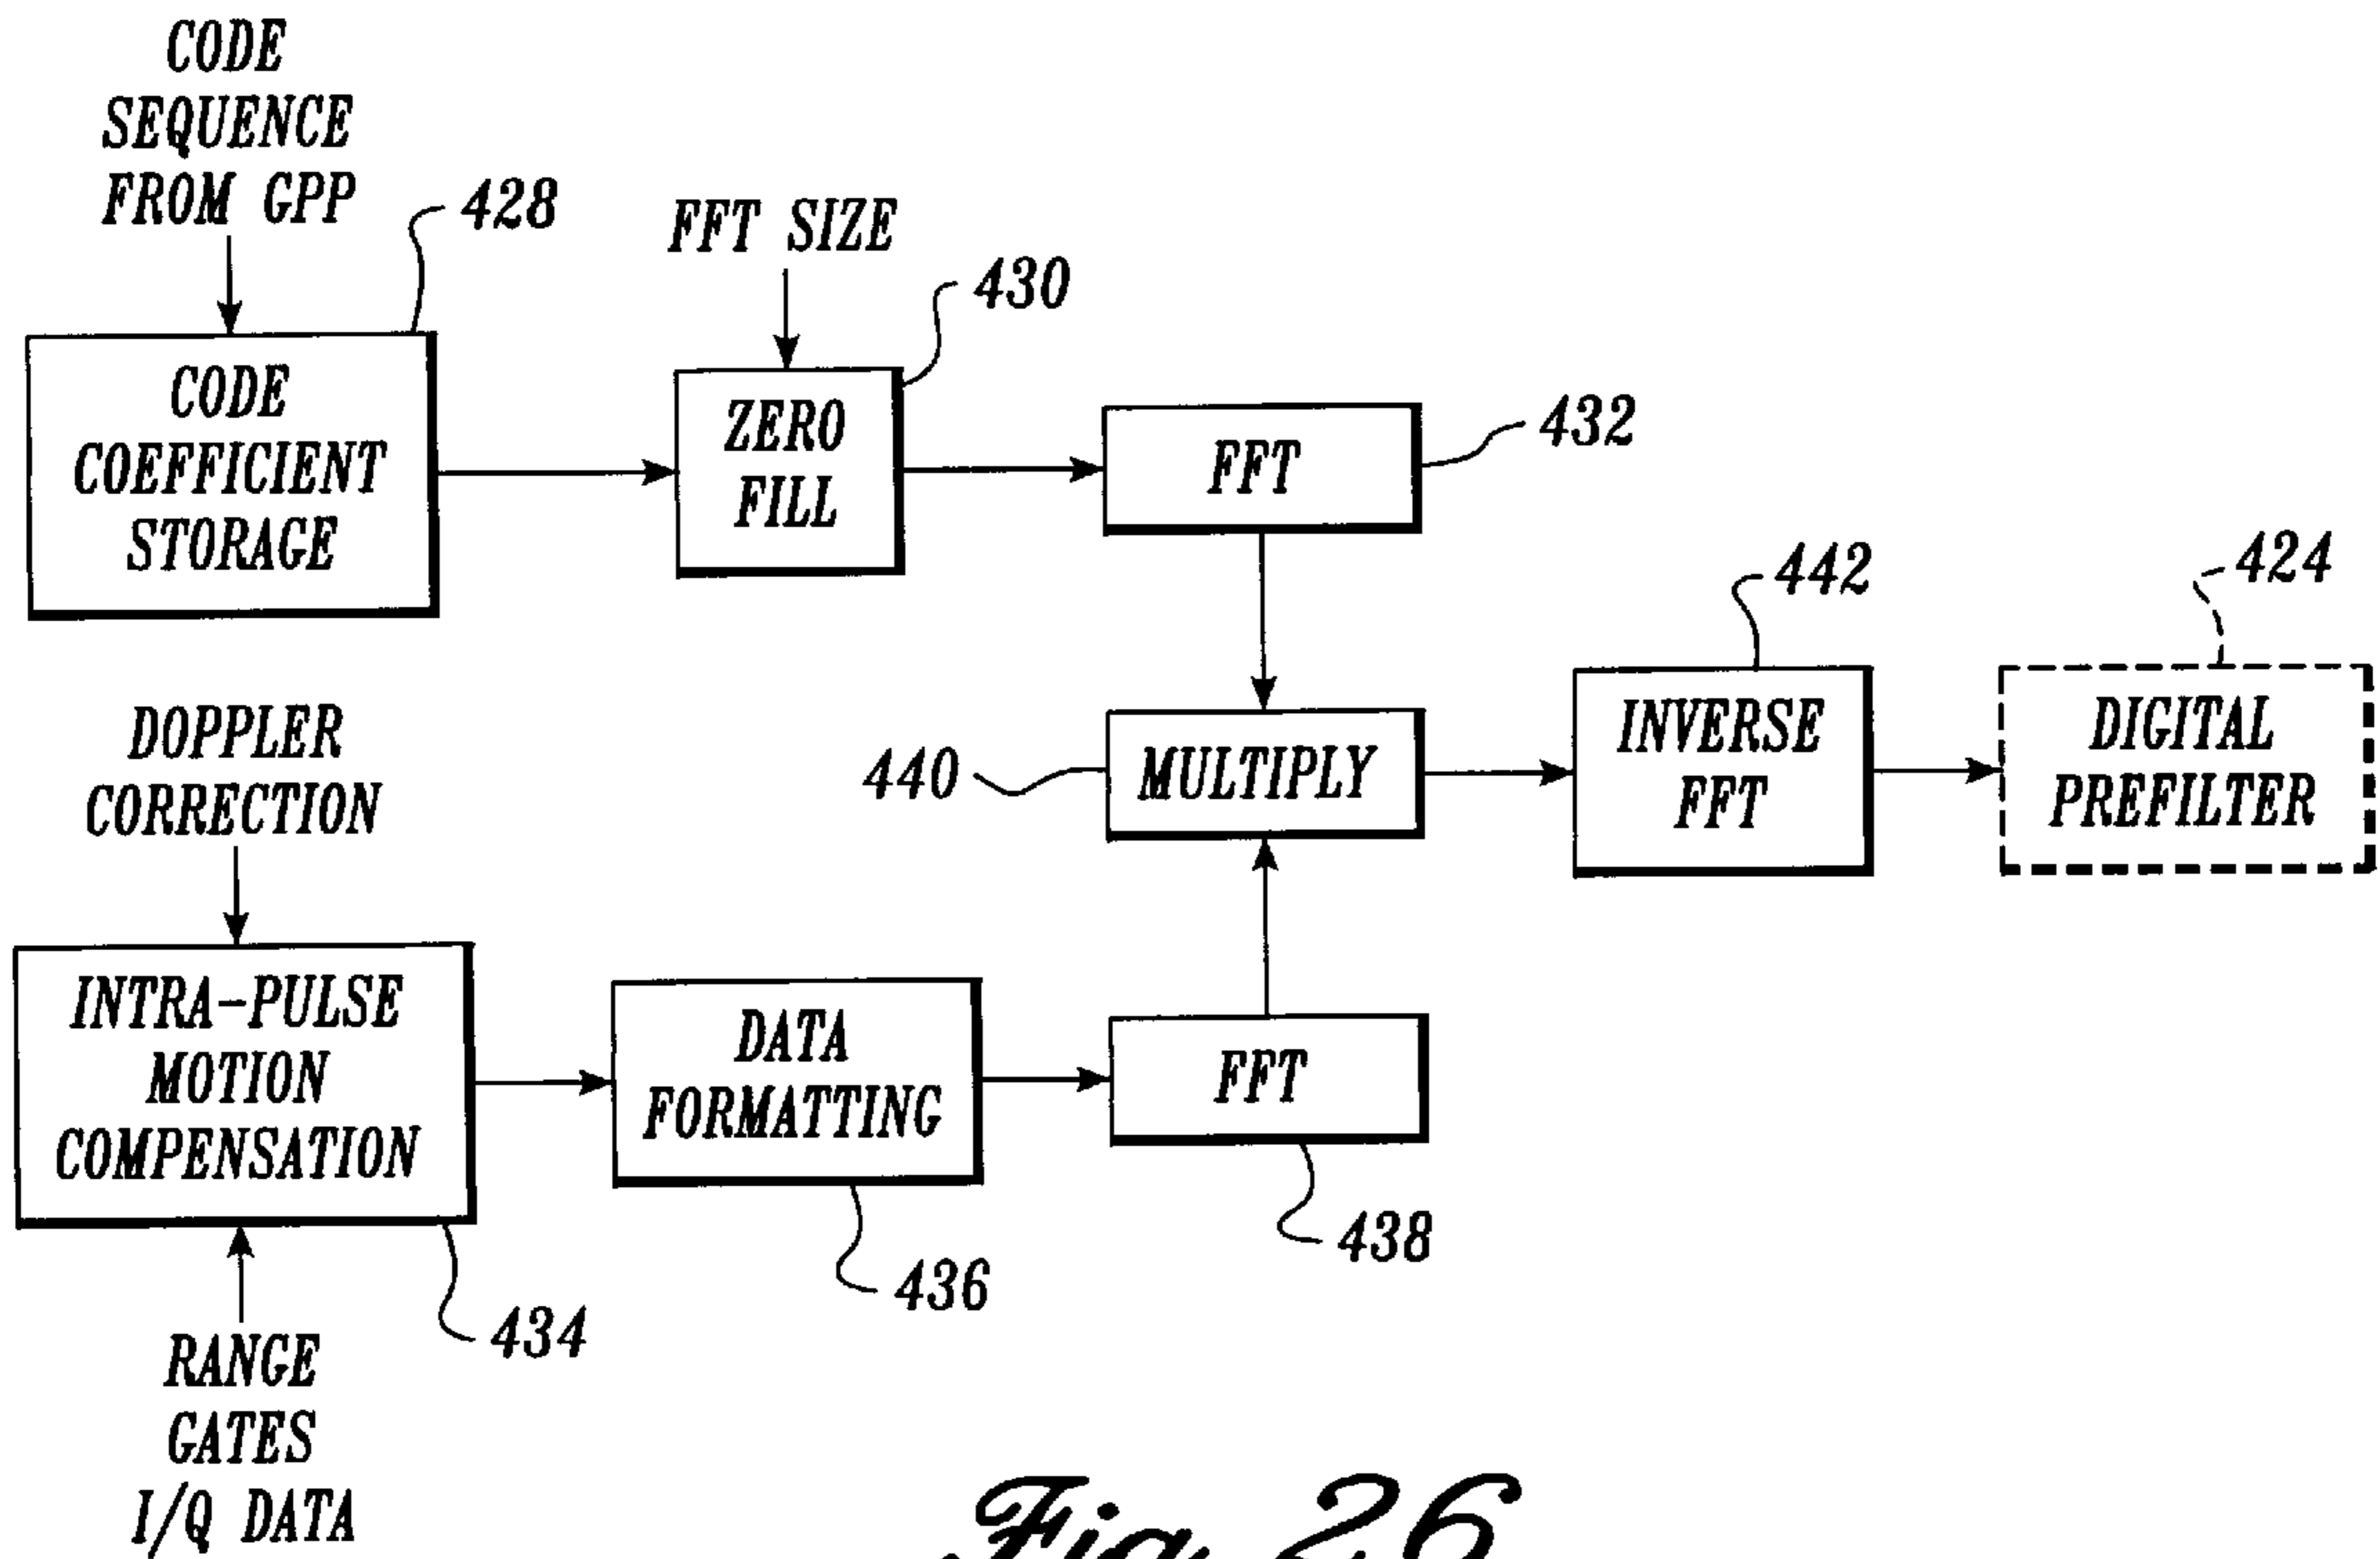 CODE
SEQUENCE
FROM GPP
428
FFT SIZE
430
CODE
COEFFICIENT
STORAGE
ZERO
FILL
FFT
432
442
424
DOPPLER
CORRECTION
440
MULTIPLY
INVERSE
FFT
DIGITAL
PREFILTER
INTRA-PULSE
MOTION
COMPENSATION
DATA
FORMATTING
FFT
438
436
434
RANGE
GATES
I/Q DATA
Fig. 26